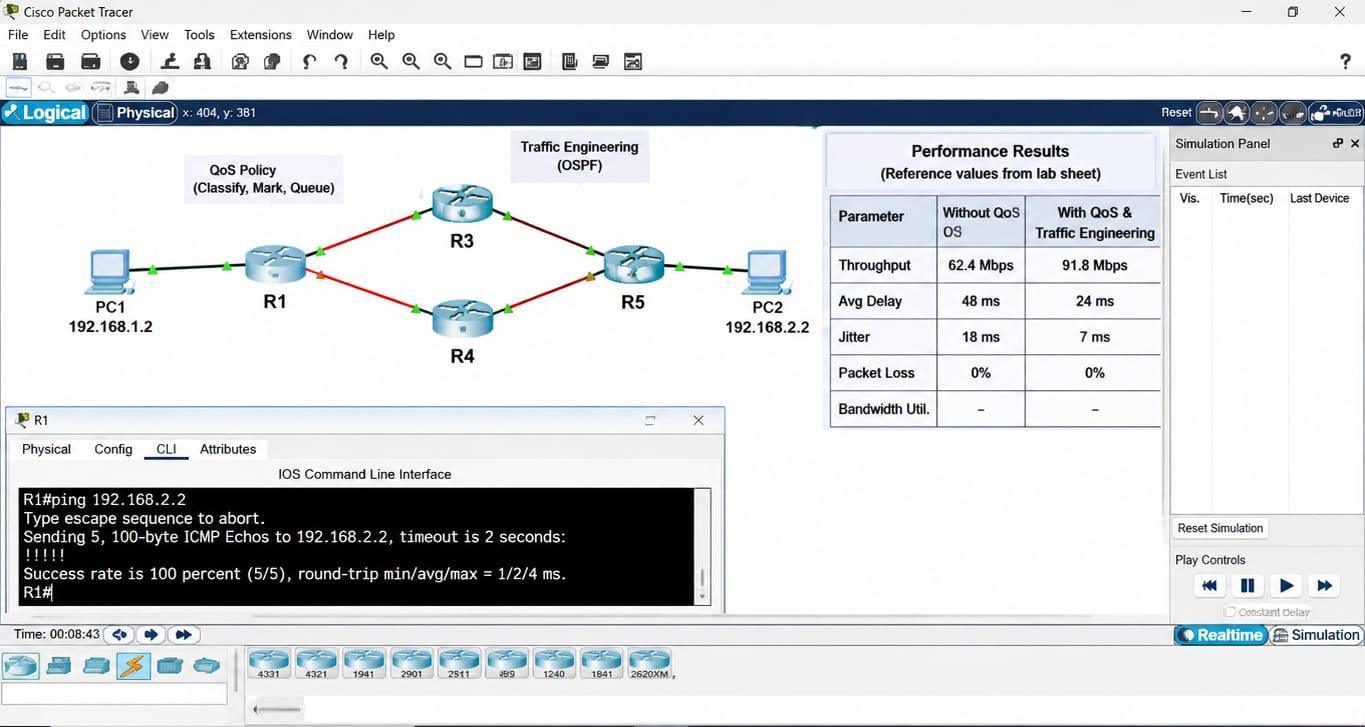 Cisco Packet Tracer
File Edit Options View Tools Extensions Window Help
?
Logical Physical x: 404, y: 381
Reset
QoS Policy
(Classify, Mark, Queue)
Traffic Engineering
(OSPF)
R3
R1
R5
R4
PC1
192.168.1.2
PC2
192.168.2.2
Performance Results
(Reference values from lab sheet)
Parameter Without QoS OS With QoS & Traffic Engineering
Throughput 62.4 Mbps 91.8 Mbps
Avg Delay 48 ms 24 ms
Jitter 18 ms 7 ms
Packet Loss 0% 0%
Bandwidth Util. – –
Simulation Panel
Event List
Vis. Time(sec) Last Device
Reset Simulation
Play Controls
Constant Delay
R1
Physical Config CLI Attributes
IOS Command Line Interface
R1#ping 192.168.2.2
Type escape sequence to abort.
Sending 5, 100-byte ICMP Echos to 192.168.2.2, timeout is 2 seconds:
!!!!!
Success rate is 100 percent (5/5), round-trip min/avg/max = 1/2/4 ms.
R1#
Time: 00:08:43
Realtime Simulation
4331 4321 1941 2901 2511 1240 1841 2620XM